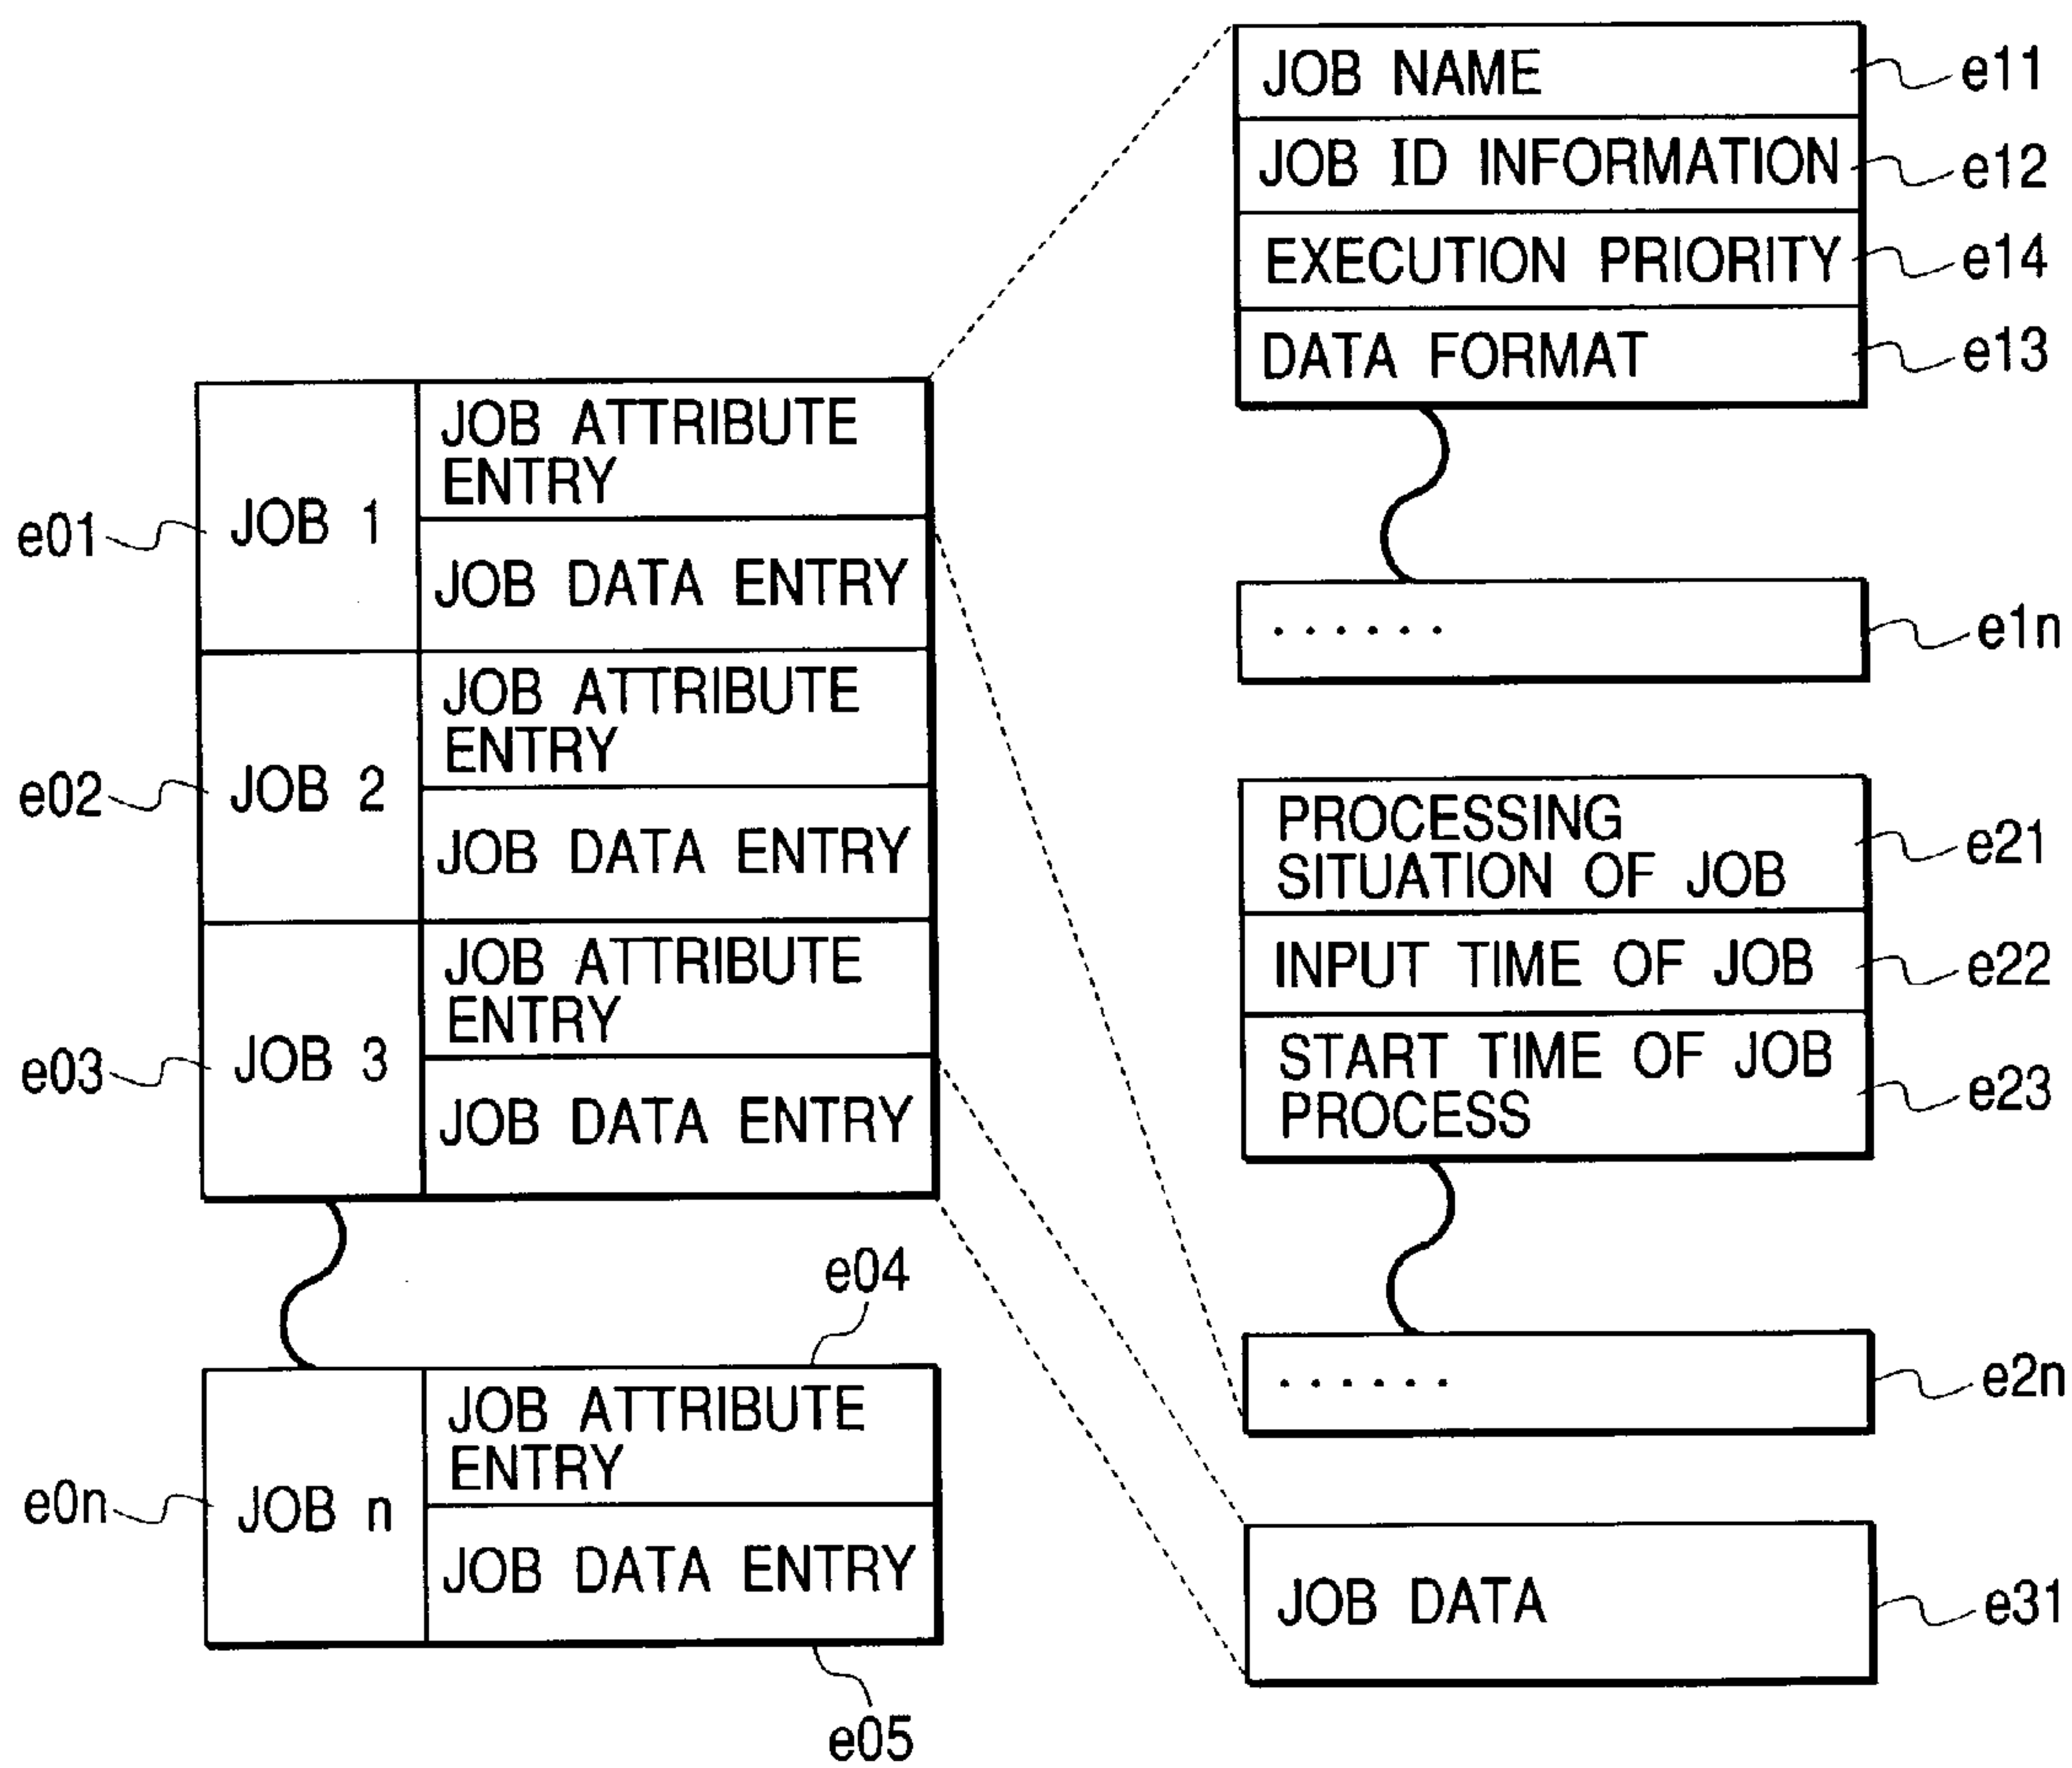 e01
JOB 1
JOB ATTRIBUTE
ENTRY
JOB DATA ENTRY
e02
JOB 2
JOB ATTRIBUTE
ENTRY
JOB DATA ENTRY
e03
JOB 3
JOB ATTRIBUTE
ENTRY
JOB DATA ENTRY
e04
e0n
JOB n
JOB ATTRIBUTE
ENTRY
JOB DATA ENTRY
e05
JOB NAME
e11
JOB ID INFORMATION
e12
EXECUTION PRIORITY
e14
DATA FORMAT
e13
......
e1n
PROCESSING
SITUATION OF JOB
e21
INPUT TIME OF JOB
e22
START TIME OF JOB
PROCESS
e23
......
e2n
JOB DATA
e31